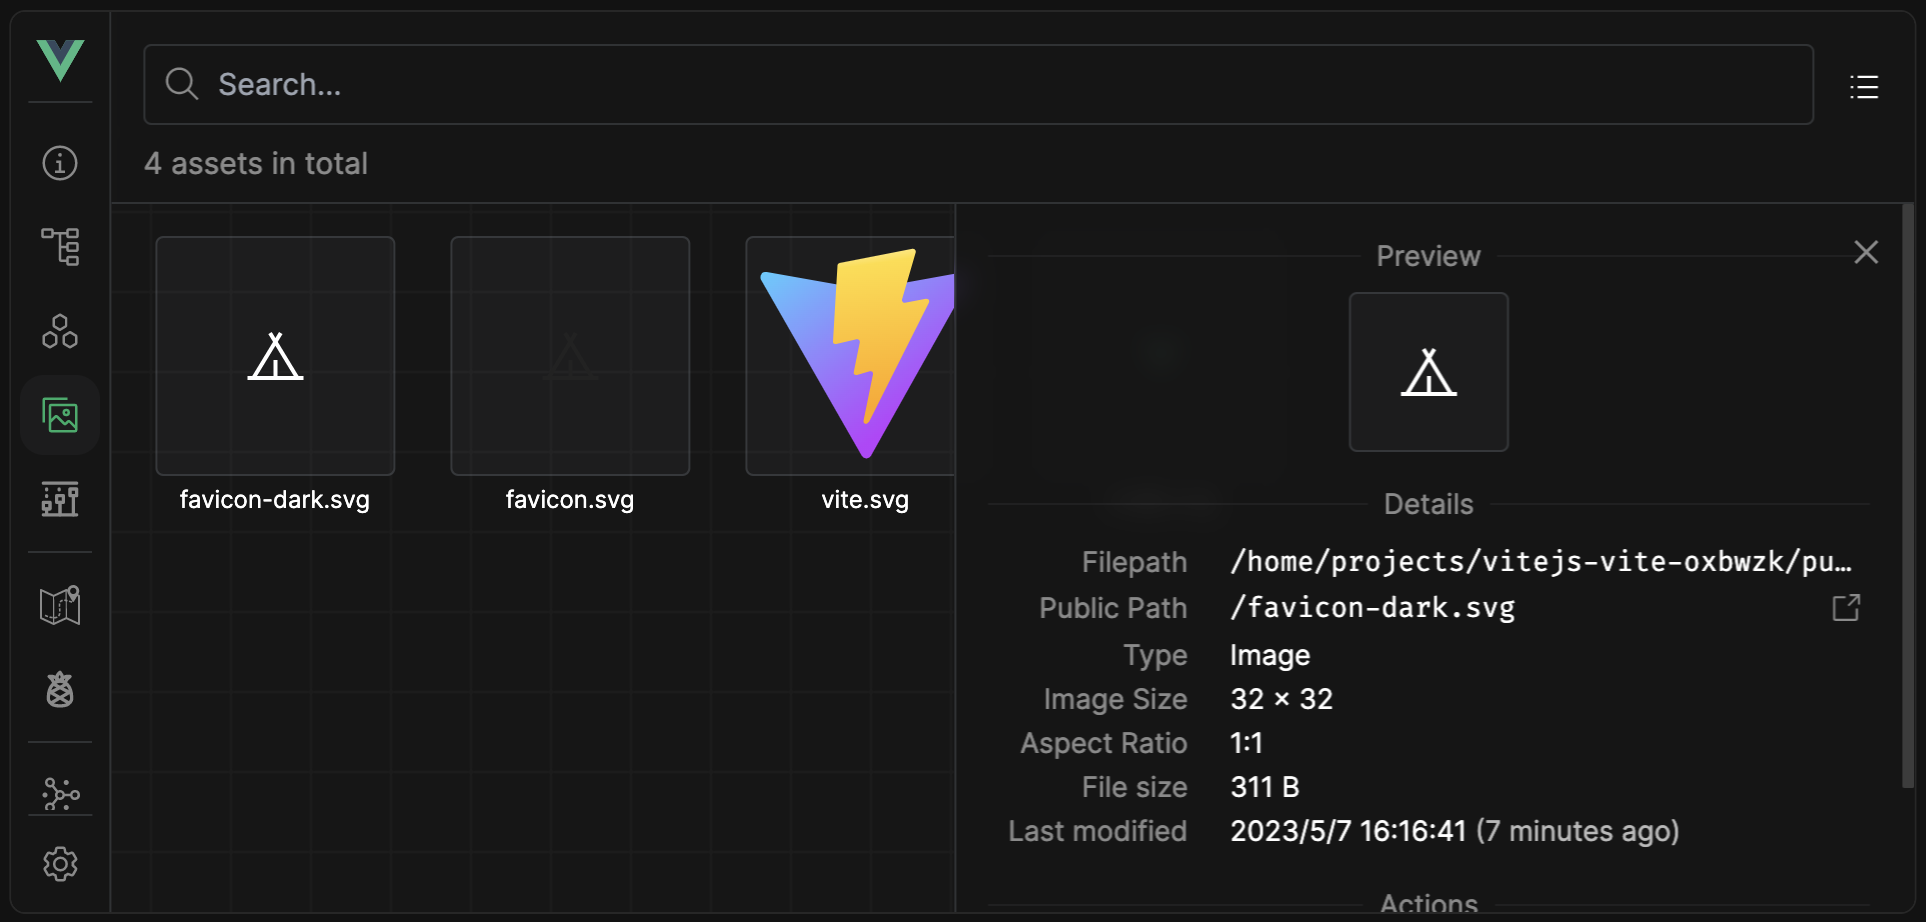 Search...
4 assets in total
favicon-dark.svg
favicon.svg
vite.svg
Preview
Details
Filepath /home/projects/vitejs-vite-oxbwzk/pu…
Public Path /favicon-dark.svg
Type Image
Image Size 32 × 32
Aspect Ratio 1:1
File size 311 B
Last modified 2023/5/7 16:16:41 (7 minutes ago)
Actions